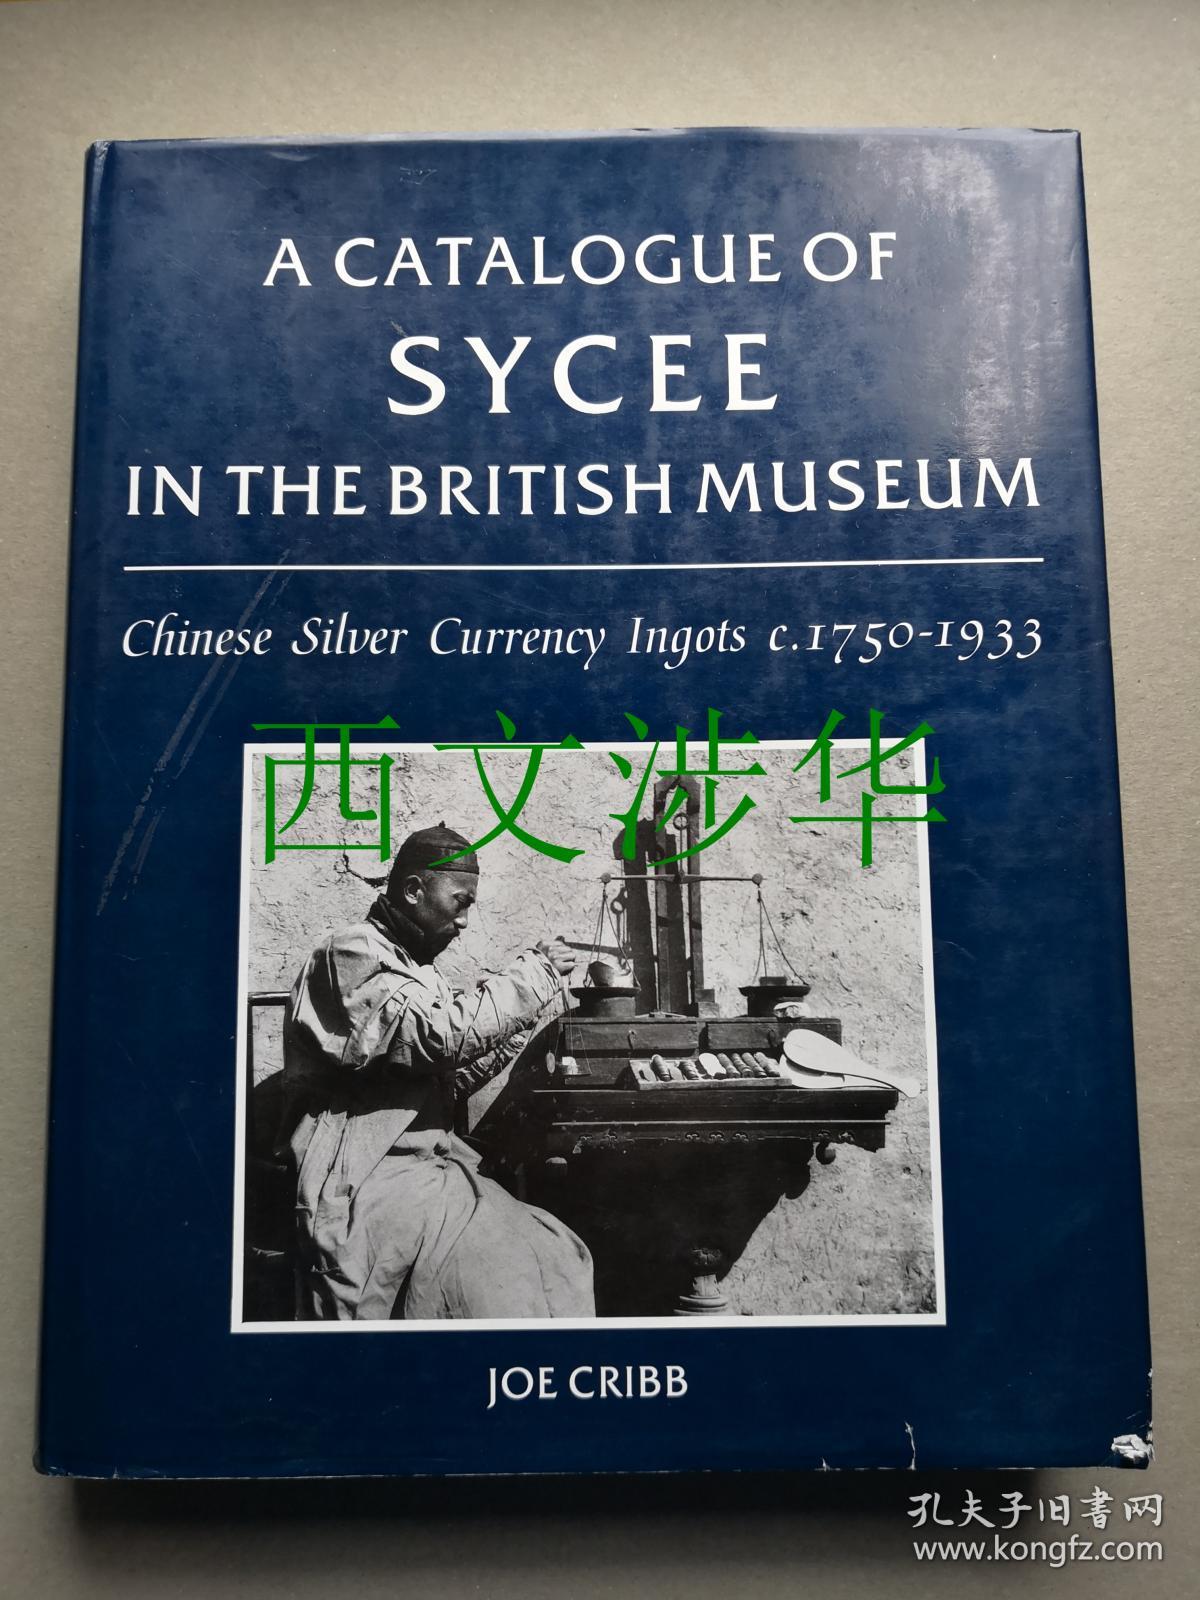 A CATALOGUE OF
SYCEE
IN THE BRITISH MUSEUM
Chinese Silver Currency Ingots c.1750-1933
西文涉华
JOE CRIBB
孔夫子旧書网
www.kongfz.com